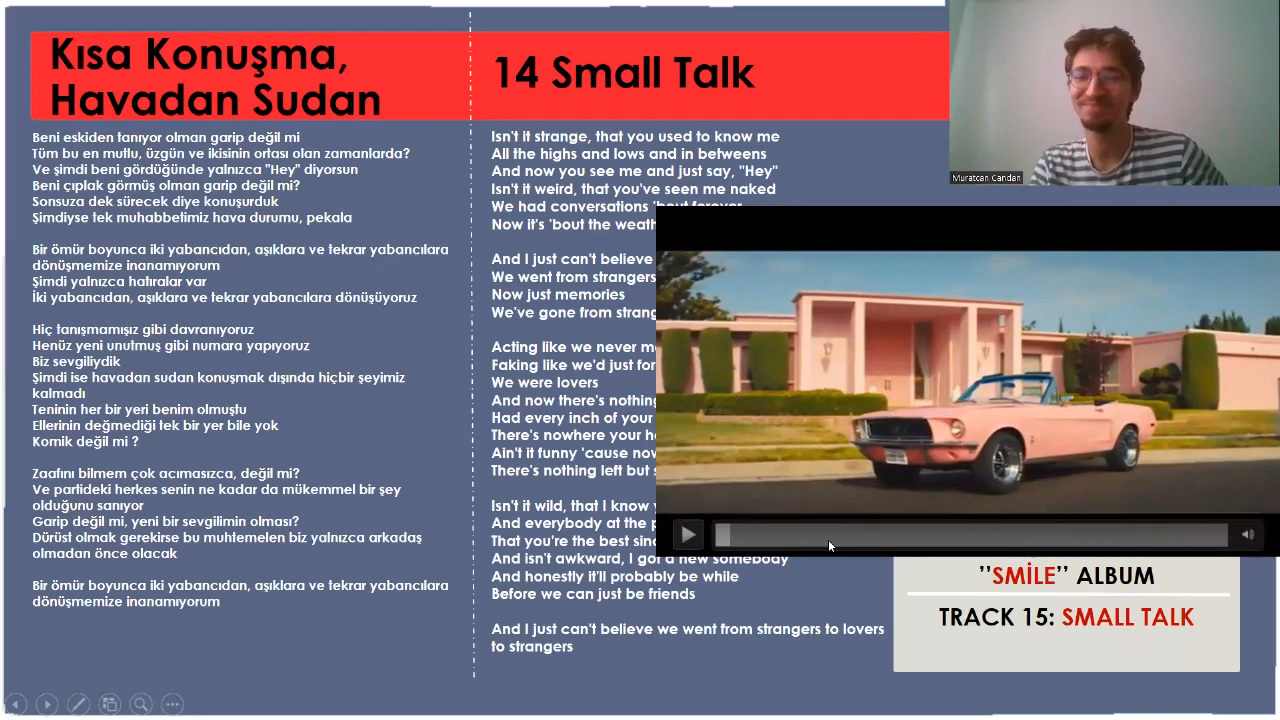 Kısa Konuşma,
Havadan Sudan
Beni eskiden tanıyor olman garip değil mi
Tüm bu en mutlu, üzgün ve ikisinin ortası olan zamanlarda?
Ve şimdi beni gördüğünde yalnızca "Hey" diyorsun
Beni çıplak görmüş olman garip değil mi?
Sonsuza dek sürecek diye konuşurduk
Şimdiyse tek muhabbetimiz hava durumu, pekala
Bir ömür boyunca iki yabancıdan, aşıklara ve tekrar yabancılara
dönüşmemize inanamıyorum
Şimdi yalnızca hatıralar var
İki yabancıdan, aşıklara ve tekrar yabancılara dönüşüyoruz
Hiç tanışmamışız gibi davranıyoruz
Henüz yeni unutmuş gibi numara yapıyoruz
Biz sevgiliydik
Şimdi ise havadan sudan konuşmak dışında hiçbir şeyimiz
kalmadı
Teninin her bir yeri benim olmuştu
Ellerinin değmediği tek bir yer bile yok
Komik değil mi ?
Zaafını bilmem çok acımasızca, değil mi?
Ve partideki herkes senin ne kadar da mükemmel bir şey
olduğunu sanıyor
Garip değil mi, yeni bir sevgilimin olması?
Dürüst olmak gerekirse bu muhtemelen biz yalnızca arkadaş
olmadan önce olacak
Bir ömür boyunca iki yabancıdan, aşıklara ve tekrar yabancılara
dönüşmemize inanamıyorum
14 Small Talk
Isn't it strange, that you used to know me
All the highs and lows and in betweens
And now you see me and just say, "Hey"
Isn't it weird, that you've seen me naked
We had conversations 'bout forever
Now it's 'bout the weath
And I just can't believe
We went from strangers
Now just memories
We've gone from strang
Acting like we never m
Faking like we'd just for
We were lovers
And now there's nothing
Had every inch of your
There's nowhere your h
Ain't it funny 'cause now
There's nothing left but s
Isn't it wild, that I know y
And everybody at the p
That you're the best sinc
And isn't awkward, I got a new somebody
And honestly it'll probably be while
Before we can just be friends
And I just can't believe we went from strangers to lovers
to strangers
Muratcan Candan
’’SMİLE’’ ALBUM
TRACK 15: SMALL TALK